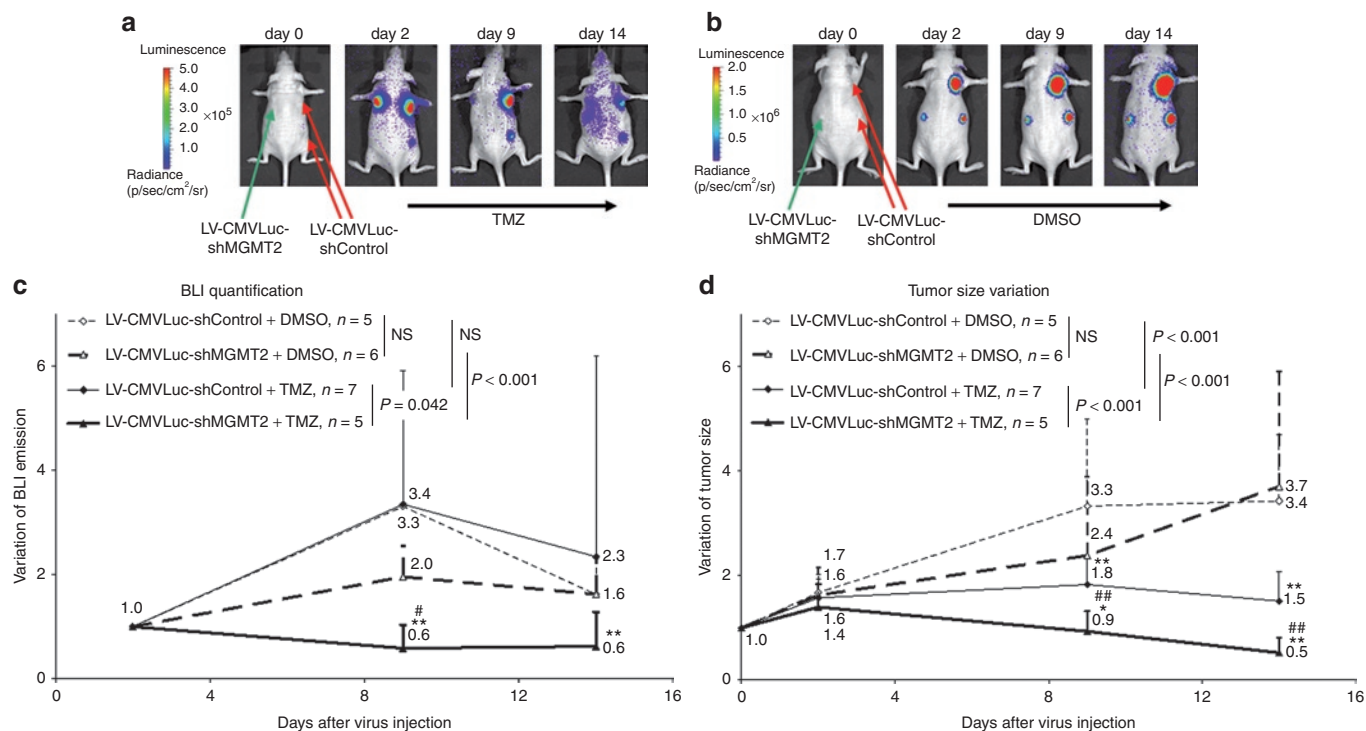 a
day 0
day 2
day 9
day 14
Luminescence
5.0
4.0
3.0
2.0
1.0
×10⁵
Radiance
(p/sec/cm²/sr)
LV-CMVLuc-
shMGMT2
LV-CMVLuc-
shControl
TMZ
b
day 0
day 2
day 9
day 14
Luminescence
2.0
1.5
1.0
0.5
×10⁶
Radiance
(p/sec/cm²/sr)
LV-CMVLuc-
shMGMT2
LV-CMVLuc-
shControl
DMSO
c
BLI quantification
LV-CMVLuc-shControl + DMSO, n = 5
LV-CMVLuc-shMGMT2 + DMSO, n = 6
LV-CMVLuc-shControl + TMZ, n = 7
LV-CMVLuc-shMGMT2 + TMZ, n = 5
NS
NS
P < 0.001
P = 0.042
Variation of BLI emission
6
4
2
0
1.0
3.4
3.3
2.0
#
**
0.6
2.3
1.6
**
0.6
0
4
8
12
16
Days after virus injection
d
Tumor size variation
LV-CMVLuc-shControl + DMSO, n = 5
LV-CMVLuc-shMGMT2 + DMSO, n = 6
LV-CMVLuc-shControl + TMZ, n = 7
LV-CMVLuc-shMGMT2 + TMZ, n = 5
NS
P < 0.001
P < 0.001
P < 0.001
Variation of tumor size
6
4
2
0
1.0
1.7
1.6
1.6
1.4
3.3
2.4
**
1.8
##
*
0.9
3.7
3.4
**
1.5
##
**
0.5
0
4
8
12
16
Days after virus injection